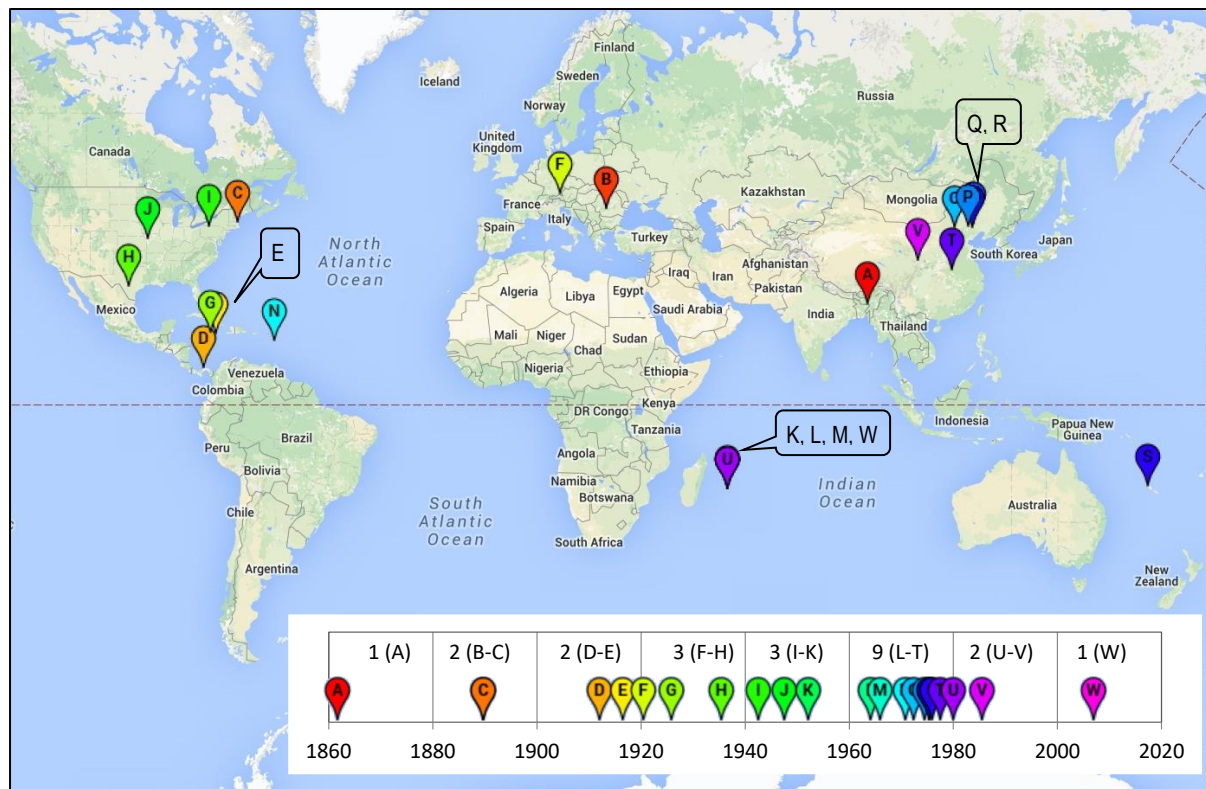 Finland
Sweden
Iceland
Norway
Russia
Q, R
United
Kingdom
Canada
F
B
C
I
J
Kazakhstan
Mongolia
P
France
Italy
Spain
Turkey
V
T
Japan
South Korea
North
Atlantic
Ocean
E
H
A
Iraq
Iran
Afghanistan
Pakistan
Algeria
Libya
Egypt
Saudi Arabia
India
Thailand
Mexico
G
N
D
Mali
Niger
Sudan
Chad
Venezuela
Colombia
Nigeria
Ethiopia
Kenya
DR Congo
Tanzania
Indonesia
Papua New
Guinea
Brazil
Peru
K, L, M, W
U
S
Angola
Bolivia
Namibia
Botswana
Indian
Ocean
Australia
South
Atlantic
Ocean
Chile
South Africa
Argentina
New
Zealand
1 (A) 2 (B-C) 2 (D-E) 3 (F-H) 3 (I-K) 9 (L-T) 2 (U-V) 1 (W)
A C D E F G H I J K M U V W
1860 1880 1900 1920 1940 1960 1980 2000 2020